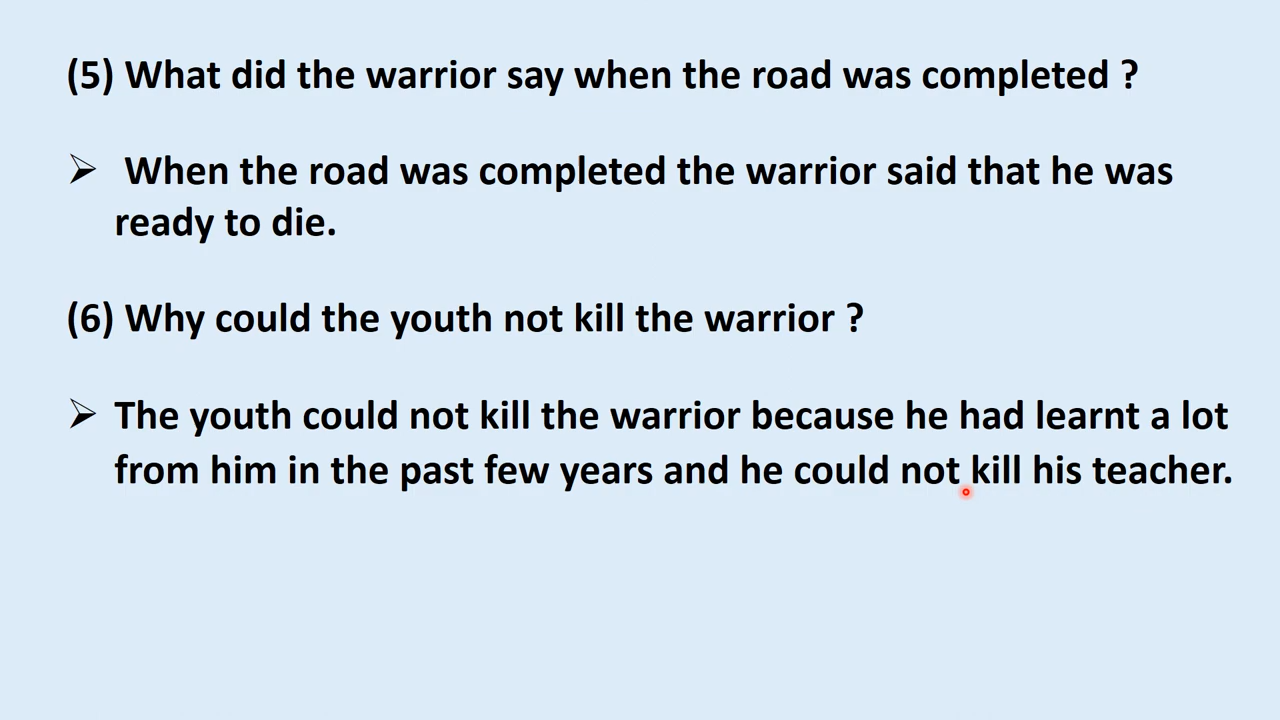 (5) What did the warrior say when the road was completed ?
➢ When the road was completed the warrior said that he was
ready to die.
(6) Why could the youth not kill the warrior ?
➢ The youth could not kill the warrior because he had learnt a lot
from him in the past few years and he could not kill his teacher.